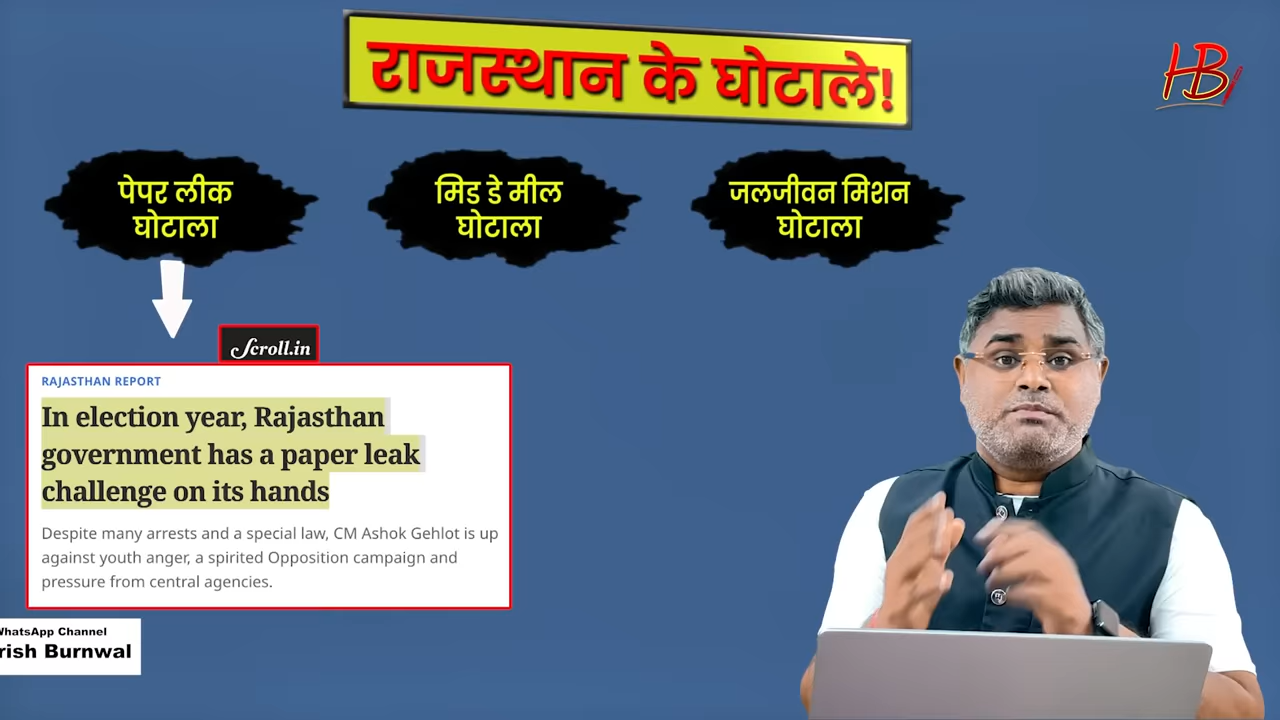 राजस्थान के घोटाले!
HB
पेपर लीक
घोटाला
मिड डे मील
घोटाला
जलजीवन मिशन
घोटाला
Scroll.in
RAJASTHAN REPORT
In election year, Rajasthan
government has a paper leak
challenge on its hands
Despite many arrests and a special law, CM Ashok Gehlot is up
against youth anger, a spirited Opposition campaign and
pressure from central agencies.
WhatsApp Channel
rish Burnwal